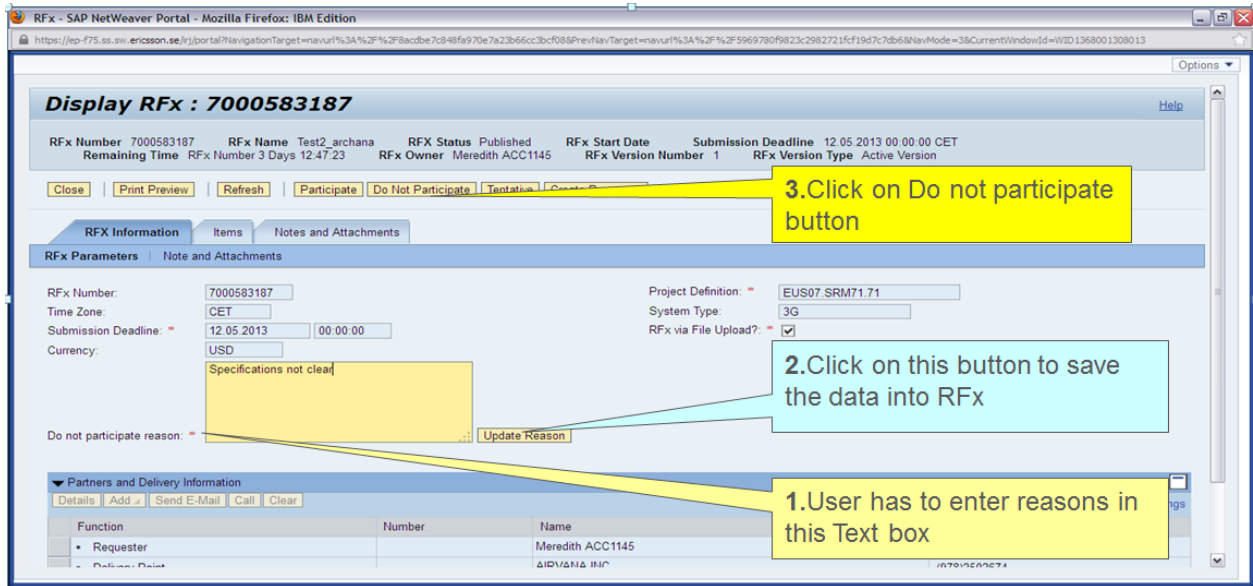 RFx - SAP NetWeaver Portal - Mozilla Firefox: IBM Edition
https://ep-f75.ss.sw.ericsson.se/irj/portal?NavigationTarget=navurl%3A%2F%2F8acdbe7c848fa970e7a23b66cc3bcf08&PrevNavTarget=navurl%3A%2F%2F5969780f9823c2982721fcf19d7c7db6&NavMode=3&CurrentWindowId=WID1368001308013
Options
Display RFx : 7000583187
Help
RFx Number 7000583187 RFx Name Test2_archana RFX Status Published RFx Start Date Submission Deadline 12.05.2013 00:00:00 CET
Remaining Time RFx Number 3 Days 12:47:23 RFx Owner Meredith ACC1145 RFx Version Number 1 RFx Version Type Active Version
Close Print Preview Refresh Participate Do Not Participate Tentative
3.Click on Do not participate
button
RFX Information Items Notes and Attachments
RFx Parameters Note and Attachments
RFx Number: 7000583187 Project Definition: * EUS07.SRM71.71
Time Zone: CET System Type: 3G
Submission Deadline: * 12.05.2013 00:00:00 RFx via File Upload?: *
Currency: USD
Specifications not clear
2.Click on this button to save
the data into RFx
Do not participate reason: * Update Reason
Partners and Delivery Information
Details Add Send E-Mail Call Clear
1.User has to enter reasons in
this Text box
Function Number Name
Requester Meredith ACC1145
Delivery Point AIRVANA INC